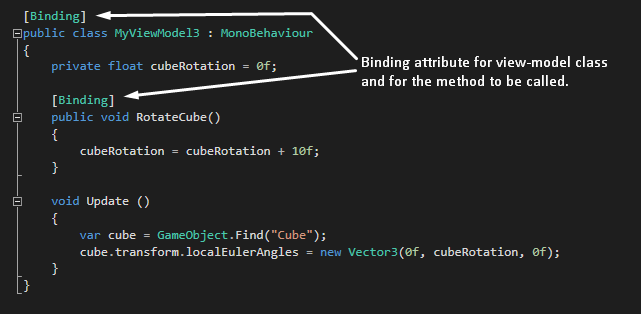 [Binding]
public class MyViewModel3 : MonoBehaviour
{
    private float cubeRotation = 0f;
Binding attribute for view-model class
and for the method to be called.
    [Binding]
    public void RotateCube()
    {
        cubeRotation = cubeRotation + 10f;
    }
    void Update ()
    {
        var cube = GameObject.Find("Cube");
        cube.transform.localEulerAngles = new Vector3(0f, cubeRotation, 0f);
    }
}